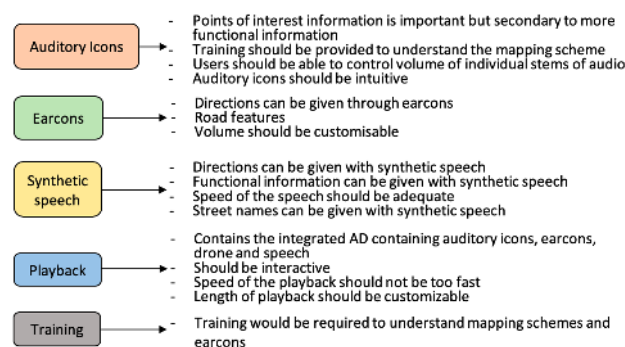 Auditory Icons
- Points of interest information is important but secondary to more
functional information
- Training should be provided to understand the mapping scheme
- Users should be able to control volume of individual stems of audio
- Auditory icons should be intuitive
Earcons
- Directions can be given through earcons
- Road features
- Volume should be customisable
Synthetic
speech
- Directions can be given with synthetic speech
- Functional information can be given with synthetic speech
- Speed of the speech should be adequate
- Street names can be given with synthetic speech
Playback
- Contains the integrated AD containing auditory icons, earcons,
drone and speech
- Should be interactive
- Speed of the playback should not be too fast
- Length of playback should be customizable
Training
- Training would be required to understand mapping schemes and
earcons